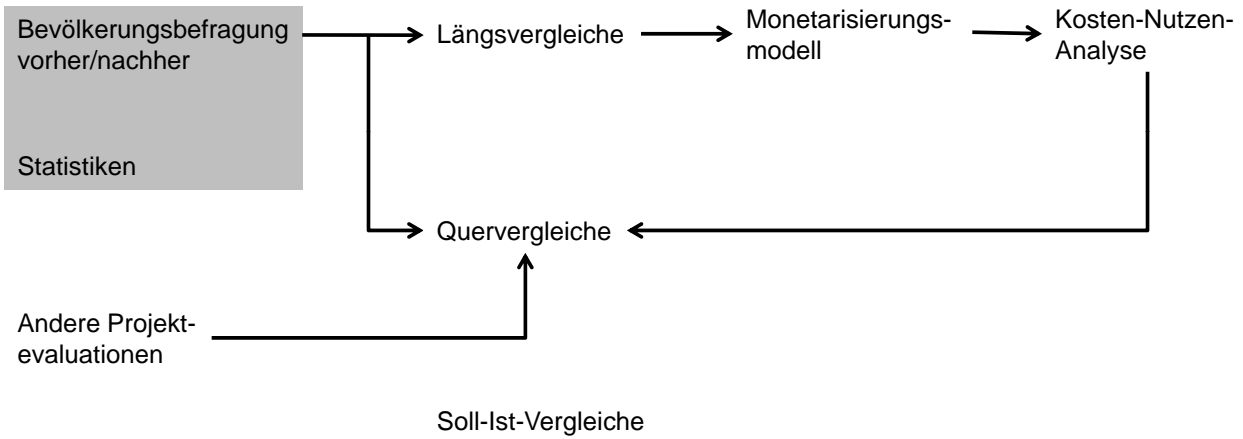 Bevölkerungsbefragung
vorher/nachher
Statistiken
Längsvergleiche
Monetarisierungs-
modell
Kosten-Nutzen-
Analyse
Quervergleiche
Andere Projekt-
evaluationen
Soll-Ist-Vergleiche